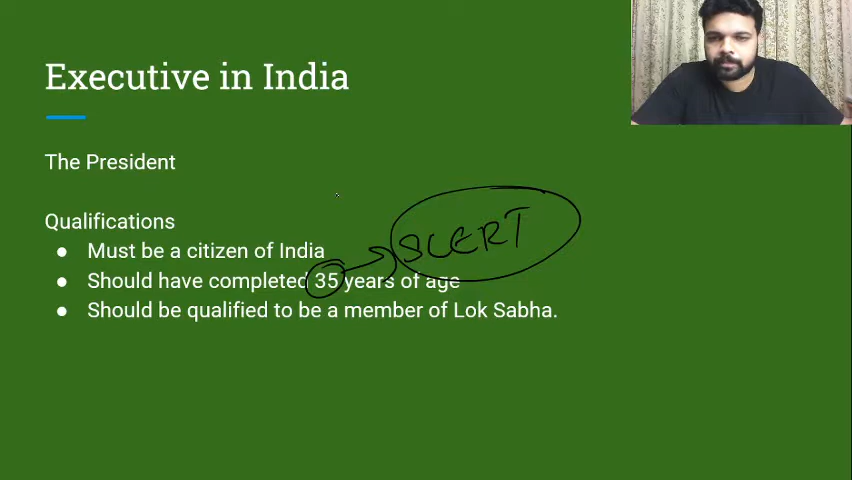 Executive in India
The President
Qualifications
● Must be a citizen of India
● Should have completed 35 years of age
● Should be qualified to be a member of Lok Sabha.
SCERT